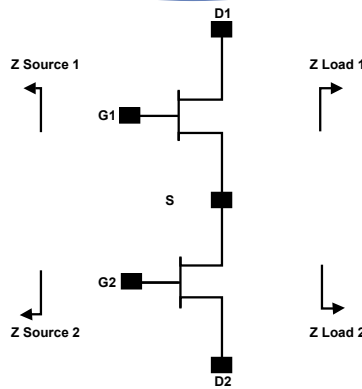 D1
Z Source 1
Z Load 1
G1
S
G2
Z Source 2
Z Load 2
D2